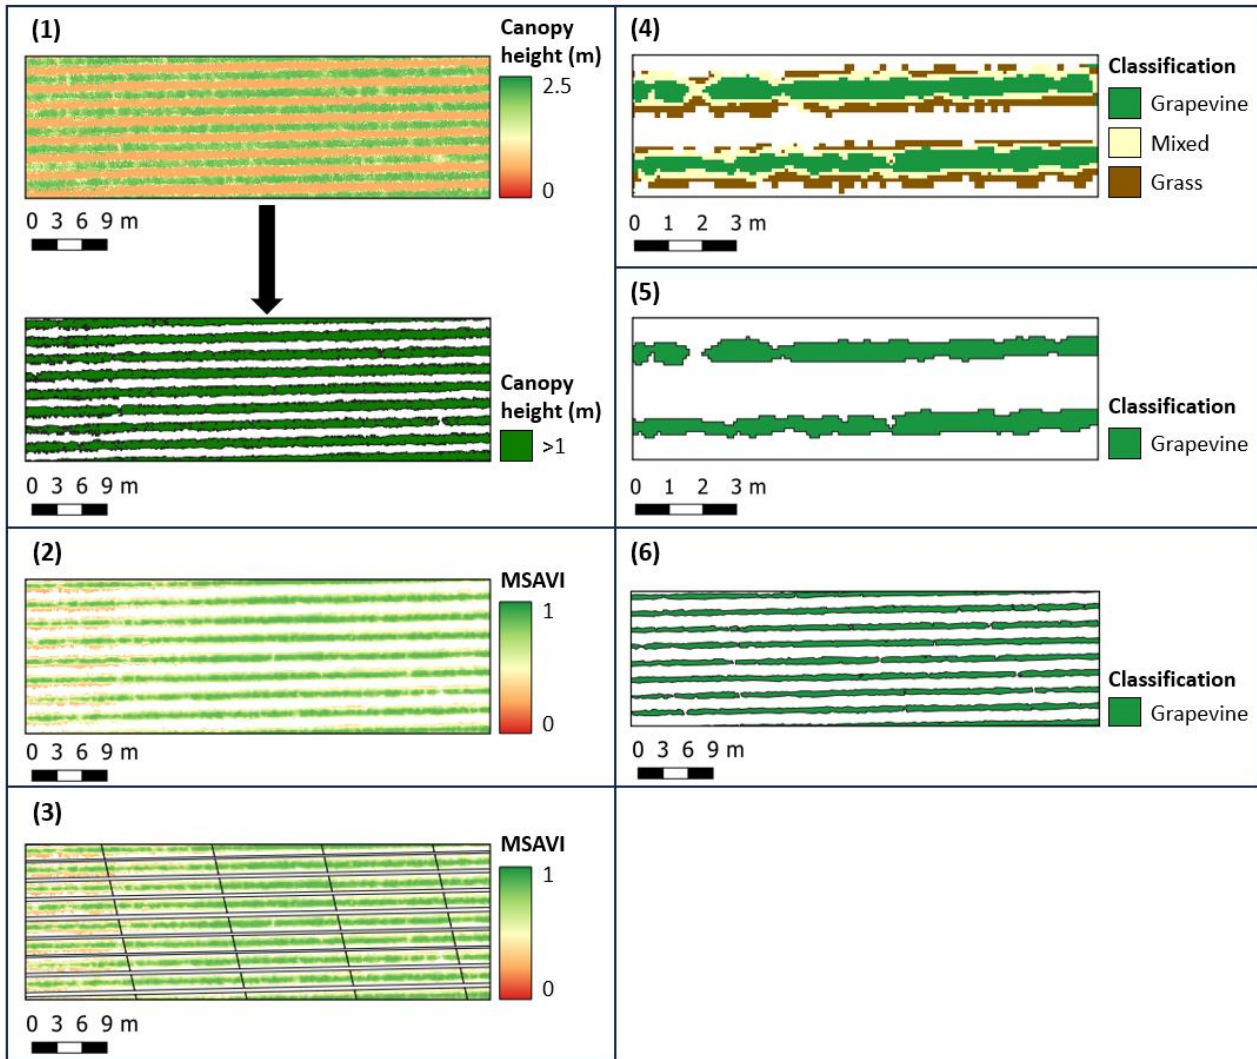 (1)
Canopy
height (m)
2.5
0
0 3 6 9 m
Canopy
height (m)
>1
0 3 6 9 m
(2)
MSAVI
1
0
0 3 6 9 m
(3)
MSAVI
1
0
0 3 6 9 m
(4)
Classification
Grapevine
Mixed
Grass
0 1 2 3 m
(5)
Classification
Grapevine
0 1 2 3 m
(6)
Classification
Grapevine
0 3 6 9 m